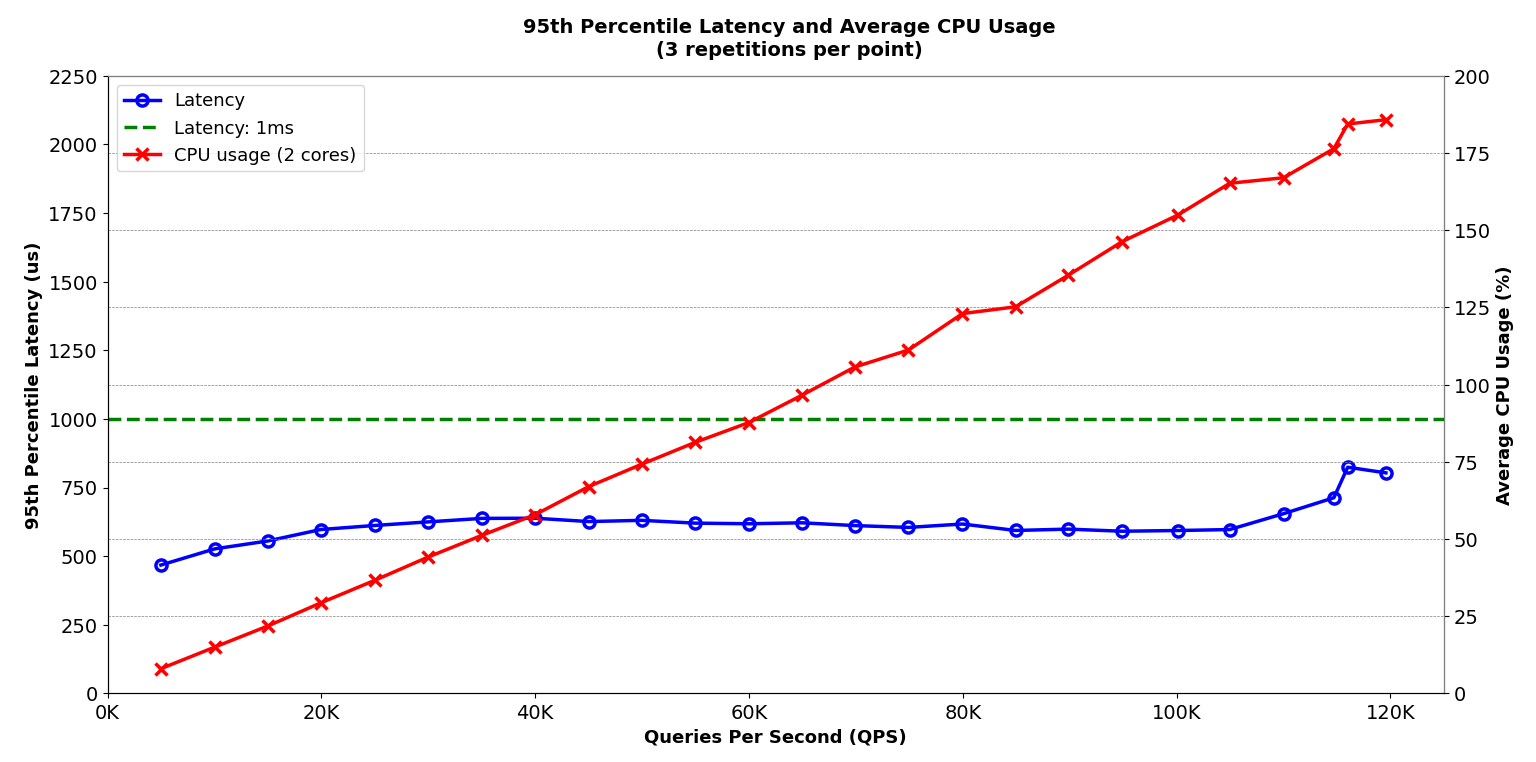 95th Percentile Latency and Average CPU Usage
(3 repetitions per point)
Latency
Latency: 1ms
CPU usage (2 cores)
95th Percentile Latency (us)
2250
2000
1750
1500
1250
1000
750
500
250
0
200
175
150
125
100
75
50
25
0
Average CPU Usage (%)
0K 20K 40K 60K 80K 100K 120K
Queries Per Second (QPS)